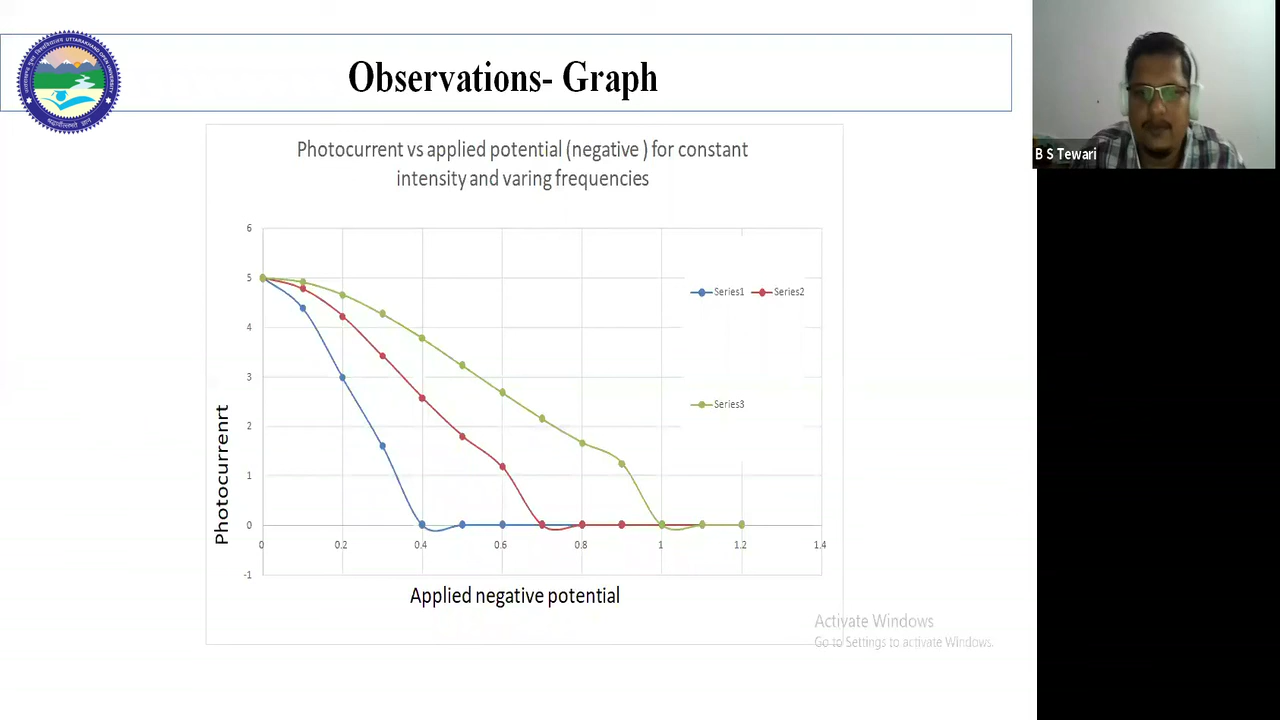 Observations- Graph
B S Tewari
Photocurrent vs applied potential (negative ) for constant
intensity and varing frequencies
6
5
4
3
2
1
0
-1
0 0.2 0.4 0.6 0.8 1 1.2 1.4
Series1 Series2
Series3
Photocurrenrt
Applied negative potential
Activate Windows
Go to Settings to activate Windows.